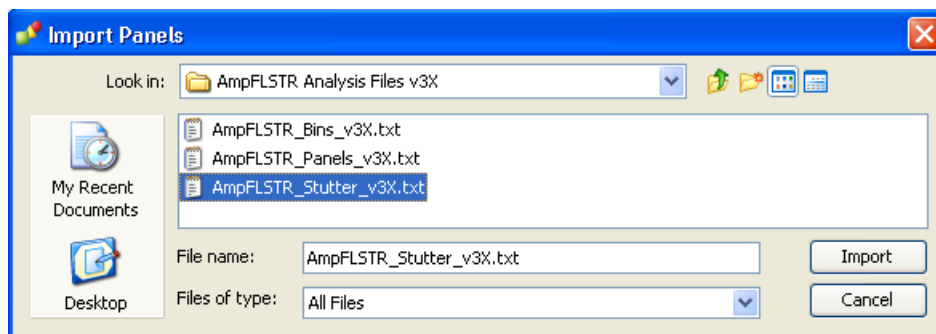 Import Panels
Look in:
AmpFLSTR Analysis Files v3X
AmpFLSTR_Bins_v3X.txt
AmpFLSTR_Panels_v3X.txt
AmpFLSTR_Stutter_v3X.txt
My Recent
Documents
Desktop
File name:
AmpFLSTR_Stutter_v3X.txt
Import
Files of type:
All Files
Cancel